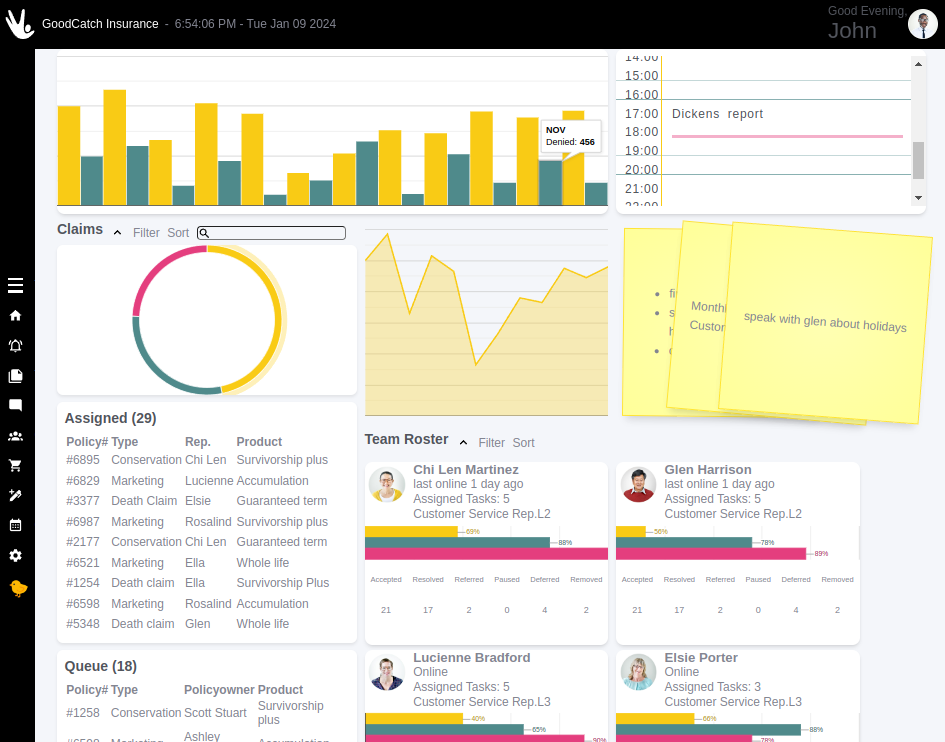 GoodCatch Insurance - 6:54:06 PM - Tue Jan 09 2024
Good Evening,
John
NOV
Denied: 456
14:00
15:00
16:00
17:00
Dickens report
18:00
19:00
20:00
21:00
22:00
Claims Filter Sort
Monthl
Custom
speak with glen about holidays
Assigned (29)
Policy# Type Rep. Product
#6895 Conservation Chi Len Survivorship plus
#6829 Marketing Lucienne Accumulation
#3377 Death Claim Elsie Guaranteed term
#6987 Marketing Rosalind Survivorship plus
#2177 Conservation Chi Len Guaranteed term
#6521 Marketing Ella Whole life
#1254 Death claim Ella Survivorship Plus
#6598 Marketing Rosalind Accumulation
#5348 Death claim Glen Whole life
Queue (18)
Policy# Type Policyowner Product
#1258 Conservation Scott Stuart Survivorship plus
#6598 Marketing Ashley
Team Roster Filter Sort
Chi Len Martinez
last online 1 day ago
Assigned Tasks: 5
Customer Service Rep.L2
69%
88%
Accepted Resolved Referred Paused Deferred Removed
21 17 2 0 4 2
Glen Harrison
last online 1 day ago
Assigned Tasks: 5
Customer Service Rep.L2
56%
78%
89%
Accepted Resolved Referred Paused Deferred Removed
21 17 2 0 4 2
Lucienne Bradford
Online
Assigned Tasks: 5
Customer Service Rep.L3
40%
65%
90%
Elsie Porter
Online
Assigned Tasks: 3
Customer Service Rep.L3
66%
88%
78%